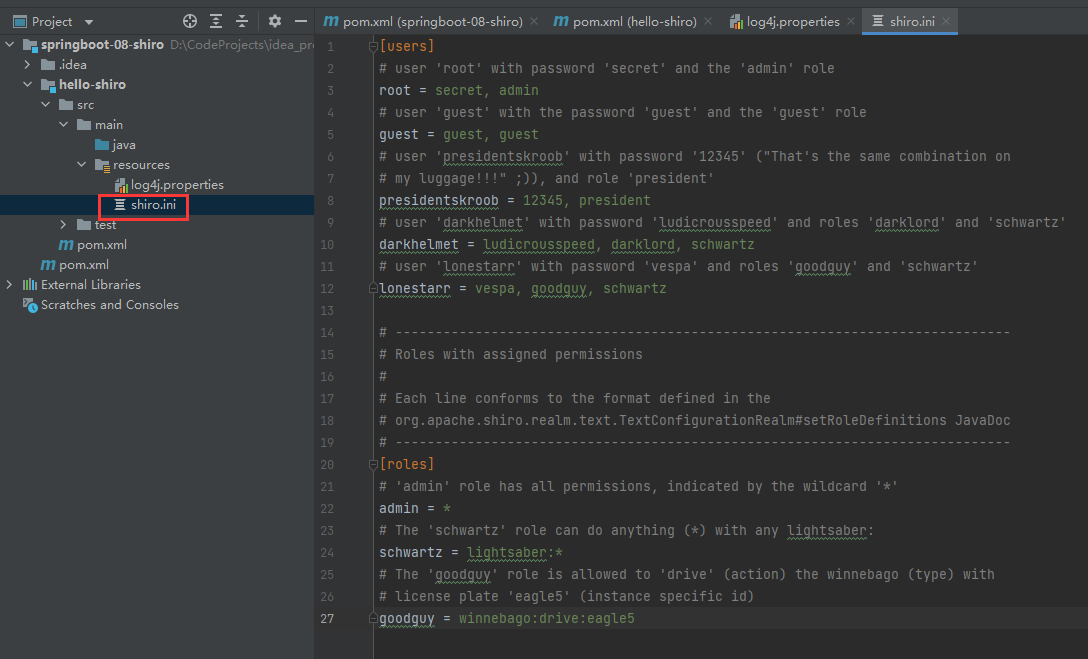 Project
pom.xml (springboot-08-shiro)
pom.xml (hello-shiro)
log4j.properties
shiro.ini
springboot-08-shiro D:\CodeProjects\idea_pr
.idea
hello-shiro
src
main
java
resources
log4j.properties
shiro.ini
test
pom.xml
pom.xml
External Libraries
Scratches and Consoles
1 [users]
2 # user 'root' with password 'secret' and the 'admin' role
3 root = secret, admin
4 # user 'guest' with the password 'guest' and the 'guest' role
5 guest = guest, guest
6 # user 'presidentskroob' with password '12345' ("That's the same combination on
7 # my luggage!!!" ;)), and role 'president'
8 presidentskroob = 12345, president
9 # user 'darkhelmet' with password 'ludicrousspeed' and roles 'darklord' and 'schwartz'
10 darkhelmet = ludicrousspeed, darklord, schwartz
11 # user 'lonestarr' with password 'vespa' and roles 'goodguy' and 'schwartz'
12 lonestarr = vespa, goodguy, schwartz
13
14 # -----------------------------------------------------------------------------
15 # Roles with assigned permissions
16 #
17 # Each line conforms to the format defined in the
18 # org.apache.shiro.realm.text.TextConfigurationRealm#setRoleDefinitions JavaDoc
19 # -----------------------------------------------------------------------------
20 [roles]
21 # 'admin' role has all permissions, indicated by the wildcard '*'
22 admin = *
23 # The 'schwartz' role can do anything (*) with any lightsaber:
24 schwartz = lightsaber:*
25 # The 'goodguy' role is allowed to 'drive' (action) the winnebago (type) with
26 # license plate 'eagle5' (instance specific id)
27 goodguy = winnebago:drive:eagle5